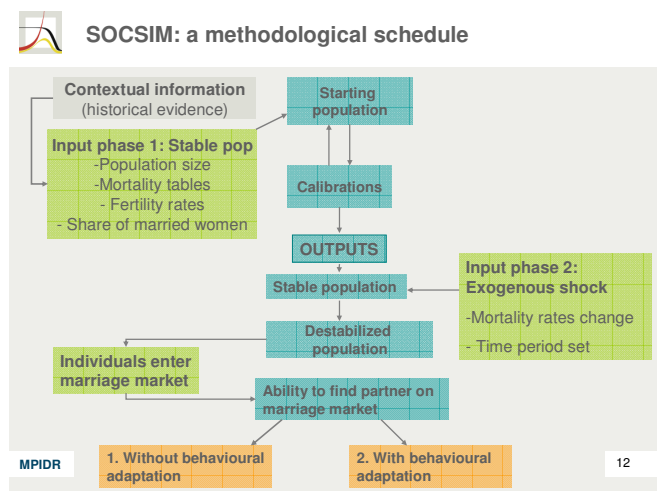 SOCSIM: a methodological schedule
Contextual information
(historical evidence)
Starting
population
Input phase 1: Stable pop
-Population size
-Mortality tables
- Fertility rates
- Share of married women
Calibrations
OUTPUTS
Stable population
Input phase 2:
Exogenous shock
-Mortality rates change
- Time period set
Destabilized
population
Individuals enter
marriage market
Ability to find partner on
marriage market
1. Without behavioural
adaptation
2. With behavioural
adaptation
MPIDR
12